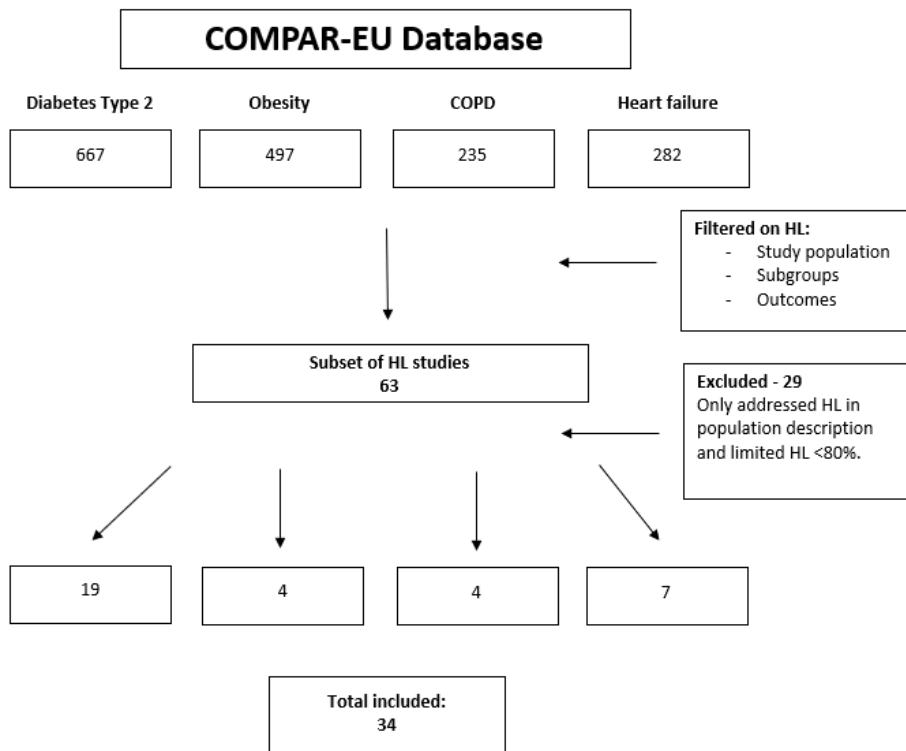 COMPAR-EU Database
Diabetes Type 2
Obesity
COPD
Heart failure
667
497
235
282
Filtered on HL:
- Study population
- Subgroups
- Outcomes
Subset of HL studies
63
Excluded - 29
Only addressed HL in
population description
and limited HL <80%.
19
4
4
7
Total included:
34